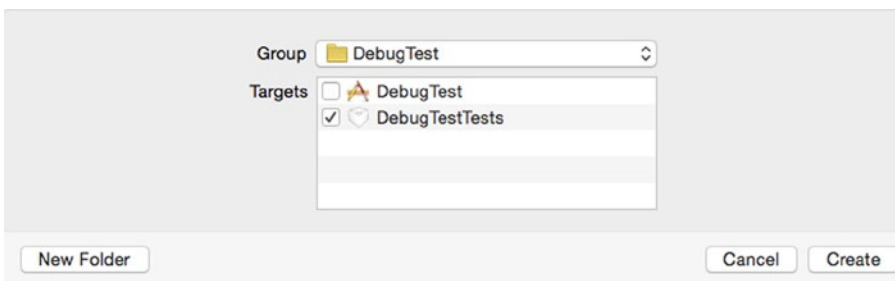 Group DebugTest
Targets DebugTest
DebugTestTests
New Folder Cancel Create